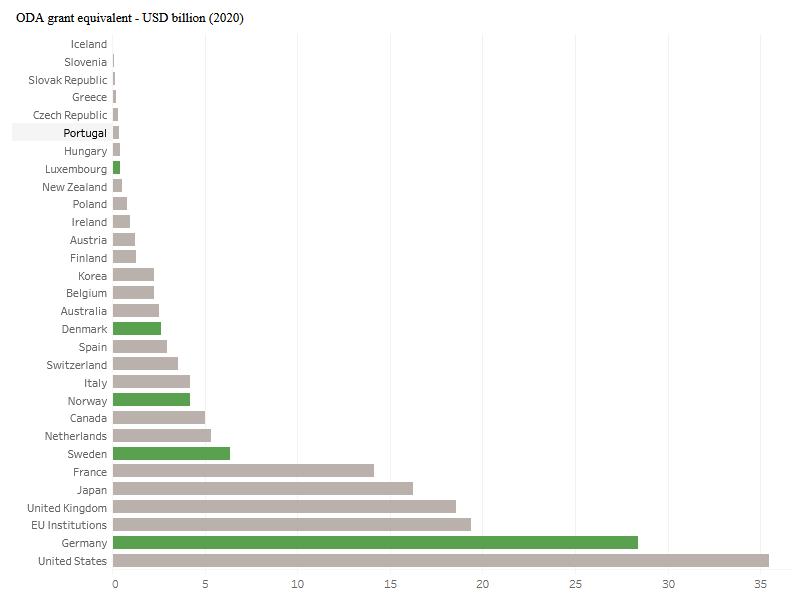 ODA grant equivalent - USD billion (2020)
Iceland
Slovenia
Slovak Republic
Greece
Czech Republic
Portugal
Hungary
Luxembourg
New Zealand
Poland
Ireland
Austria
Finland
Korea
Belgium
Australia
Denmark
Spain
Switzerland
Italy
Norway
Canada
Netherlands
Sweden
France
Japan
United Kingdom
EU Institutions
Germany
United States
0 5 10 15 20 25 30 35